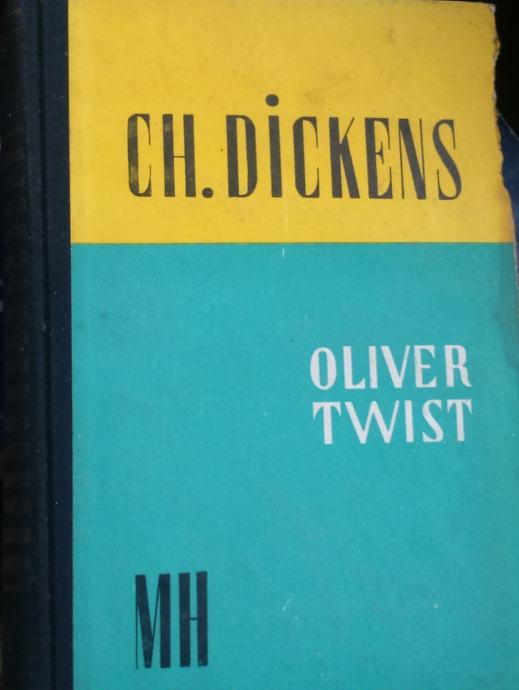 CH. DiCKENS
OLIVER
TWIST
MH